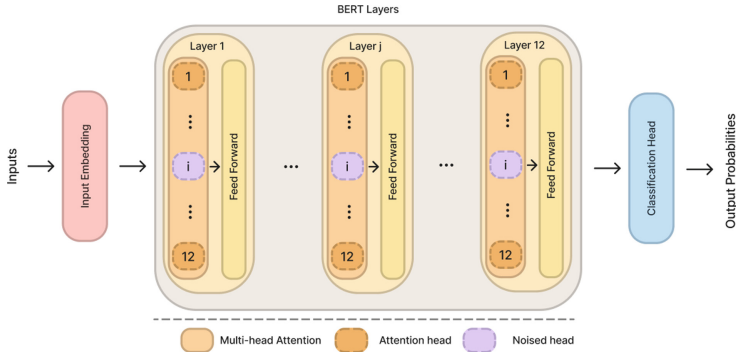 BERT Layers
Layer 1
Layer j
Layer 12
1
...
i
...
12
Feed Forward
...
1
...
i
...
12
Feed Forward
...
1
...
i
...
12
Feed Forward
Inputs
Input Embedding
Classification Head
Output Probabilities
Multi-head Attention
Attention head
Noised head